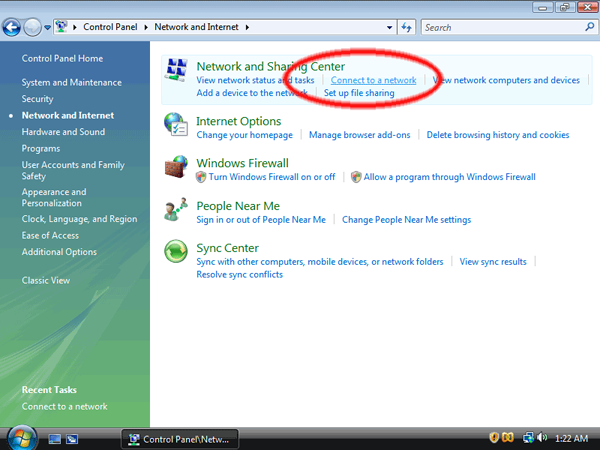 Control Panel ▸ Network and Internet ▸
Search
Control Panel Home
System and Maintenance
Security
Network and Internet
Hardware and Sound
Programs
User Accounts and Family
Safety
Appearance and
Personalization
Clock, Language, and Region
Ease of Access
Additional Options
Classic View
Recent Tasks
Connect to a network
Network and Sharing Center
View network status and tasks | Connect to a network | View network computers and devices
Add a device to the network | Set up file sharing
Internet Options
Change your homepage | Manage browser add-ons | Delete browsing history and cookies
Windows Firewall
Turn Windows Firewall on or off | Allow a program through Windows Firewall
People Near Me
Sign in or out of People Near Me | Change People Near Me settings
Sync Center
Sync with other computers, mobile devices, or network folders | View sync results
Resolve sync conflicts
Control Panel\Netw...
1:22 AM